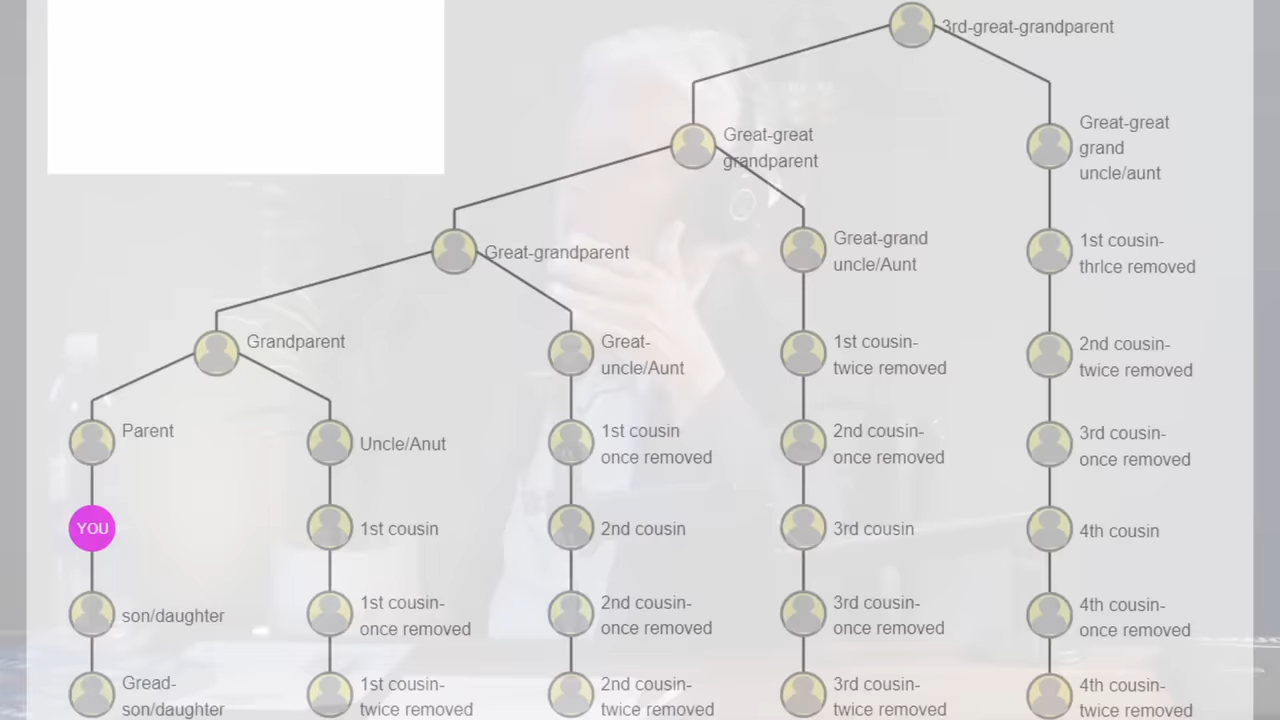 3rd-great-grandparent
Great-great
grandparent
Great-great
grand
uncle/aunt
Great-grandparent
Great-grand
uncle/Aunt
1st cousin-
thrIce removed
Grandparent
Great-
uncle/Aunt
1st cousin-
twice removed
2nd cousin-
twice removed
Parent
Uncle/Anut
1st cousin
once removed
2nd cousin-
once removed
3rd cousin-
once removed
YOU
1st cousin
2nd cousin
3rd cousin
4th cousin
son/daughter
1st cousin-
once removed
2nd cousin-
once removed
3rd cousin-
once removed
4th cousin-
once removed
Gread-
son/daughter
1st cousin-
twice removed
2nd cousin-
twice removed
3rd cousin-
twice removed
4th cousin-
twice removed